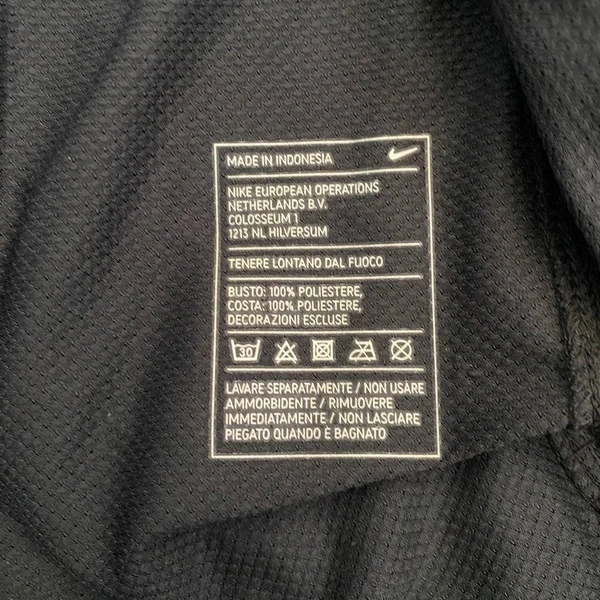 MADE IN INDONESIA
NIKE EUROPEAN OPERATIONS
NETHERLANDS B.V.
COLOSSEUM 1
1213 NL HILVERSUM
TENERE LONTANO DAL FUOCO
BUSTO: 100% POLIESTERE,
COSTA: 100% POLIESTERE,
DECORAZIONI ESCLUSE
30
LAVARE SEPARATAMENTE / NON USARE
AMMORBIDENTE / RIMUOVERE
IMMEDIATAMENTE / NON LASCIARE
PIEGATO QUANDO È BAGNATO